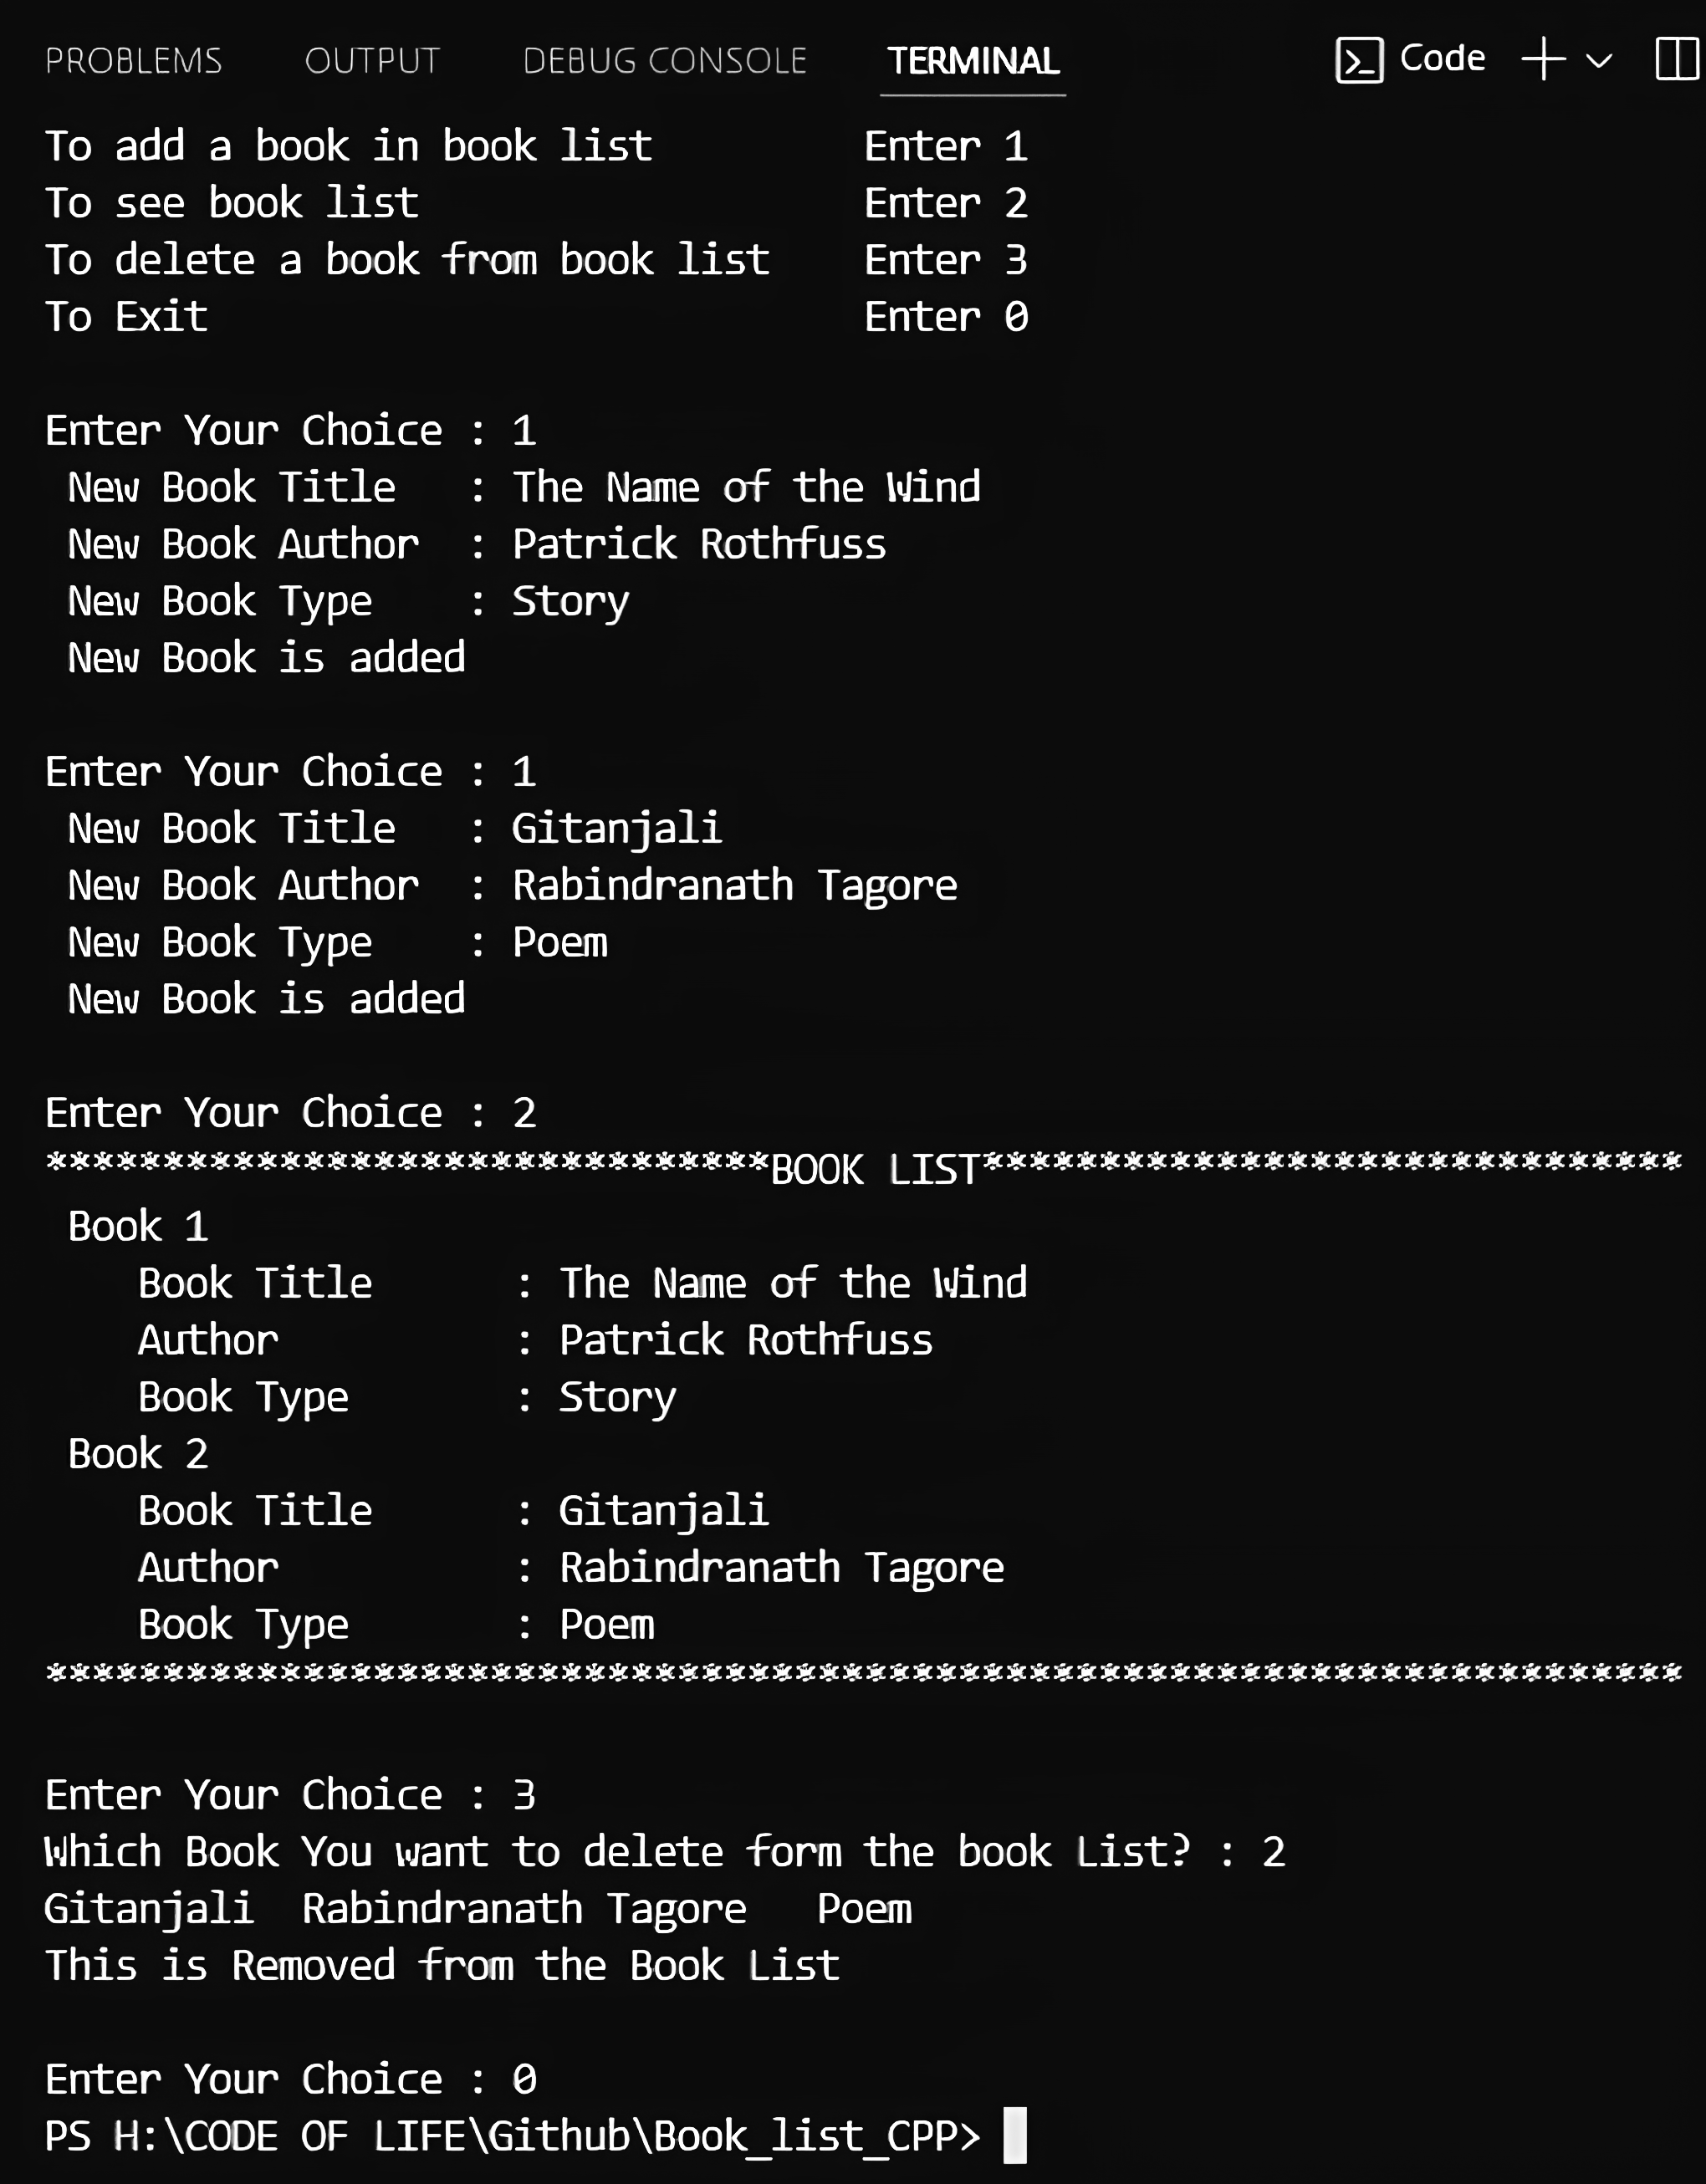 PROBLEMS OUTPUT DEBUG CONSOLE TERMINAL Code
To add a book in book list Enter 1
To see book list Enter 2
To delete a book from book list Enter 3
To Exit Enter 0
Enter Your Choice : 1
New Book Title : The Name of the Wind
New Book Author : Patrick Rothfuss
New Book Type : Story
New Book is added
Enter Your Choice : 1
New Book Title : Gitanjali
New Book Author : Rabindranath Tagore
New Book Type : Poem
New Book is added
Enter Your Choice : 2
*******************************BOOK LIST******************************
Book 1
Book Title : The Name of the Wind
Author : Patrick Rothfuss
Book Type : Story
Book 2
Book Title : Gitanjali
Author : Rabindranath Tagore
Book Type : Poem
**********************************************************************
Enter Your Choice : 3
Which Book You want to delete form the book List? : 2
Gitanjali Rabindranath Tagore Poem
This is Removed from the Book List
Enter Your Choice : 0
PS H:\CODE OF LIFE\Github\Book_list_CPP>